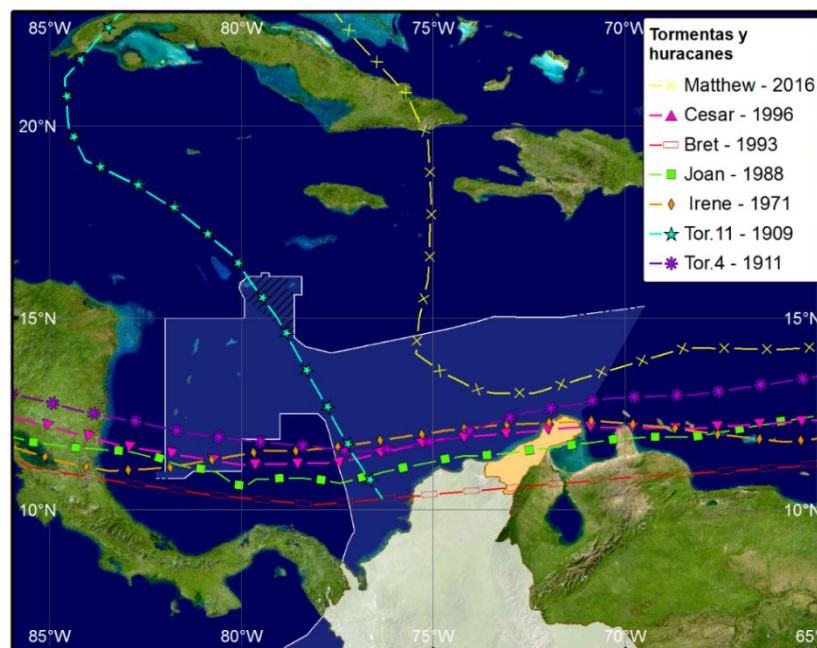 85°W 80°W 75°W 70°W
Tormentas y
huracanes
Matthew - 2016
Cesar - 1996
Bret - 1993
Joan - 1988
Irene - 1971
Tor.11 - 1909
Tor.4 - 1911
20°N
15°N 15°N
10°N 10°N
85°W 80°W 75°W 70°W 65°